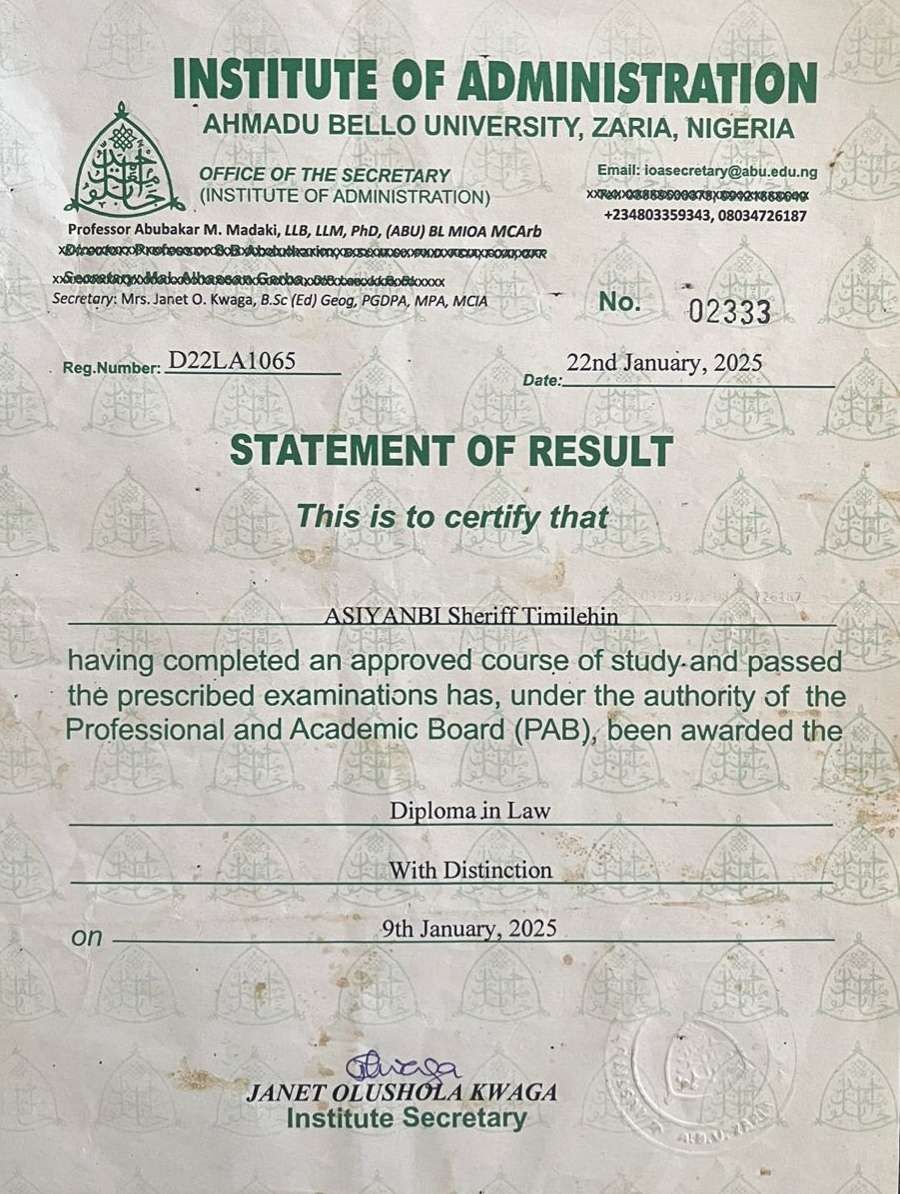 INSTITUTE OF ADMINISTRATION
AHMADU BELLO UNIVERSITY, ZARIA, NIGERIA
OFFICE OF THE SECRETARY
(INSTITUTE OF ADMINISTRATION)
Email: ioasecretary@abu.edu.ng
+234803359343, 08034726187
Professor Abubakar M. Madaki, LLB, LLM, PhD, (ABU) BL MIOA MCArb
Secretary: Mrs. Janet O. Kwaga, B.Sc (Ed) Geog, PGDPA, MPA, MCIA
No. 02333
Reg.Number: D22LA1065
Date: 22nd January, 2025
STATEMENT OF RESULT
This is to certify that
ASIYANBI Sheriff Timilehin
having completed an approved course of study and passed
the prescribed examinations has, under the authority of the
Professional and Academic Board (PAB), been awarded the
Diploma in Law
With Distinction
on 9th January, 2025
Kwaga
JANET OLUSHOLA KWAGA
Institute Secretary